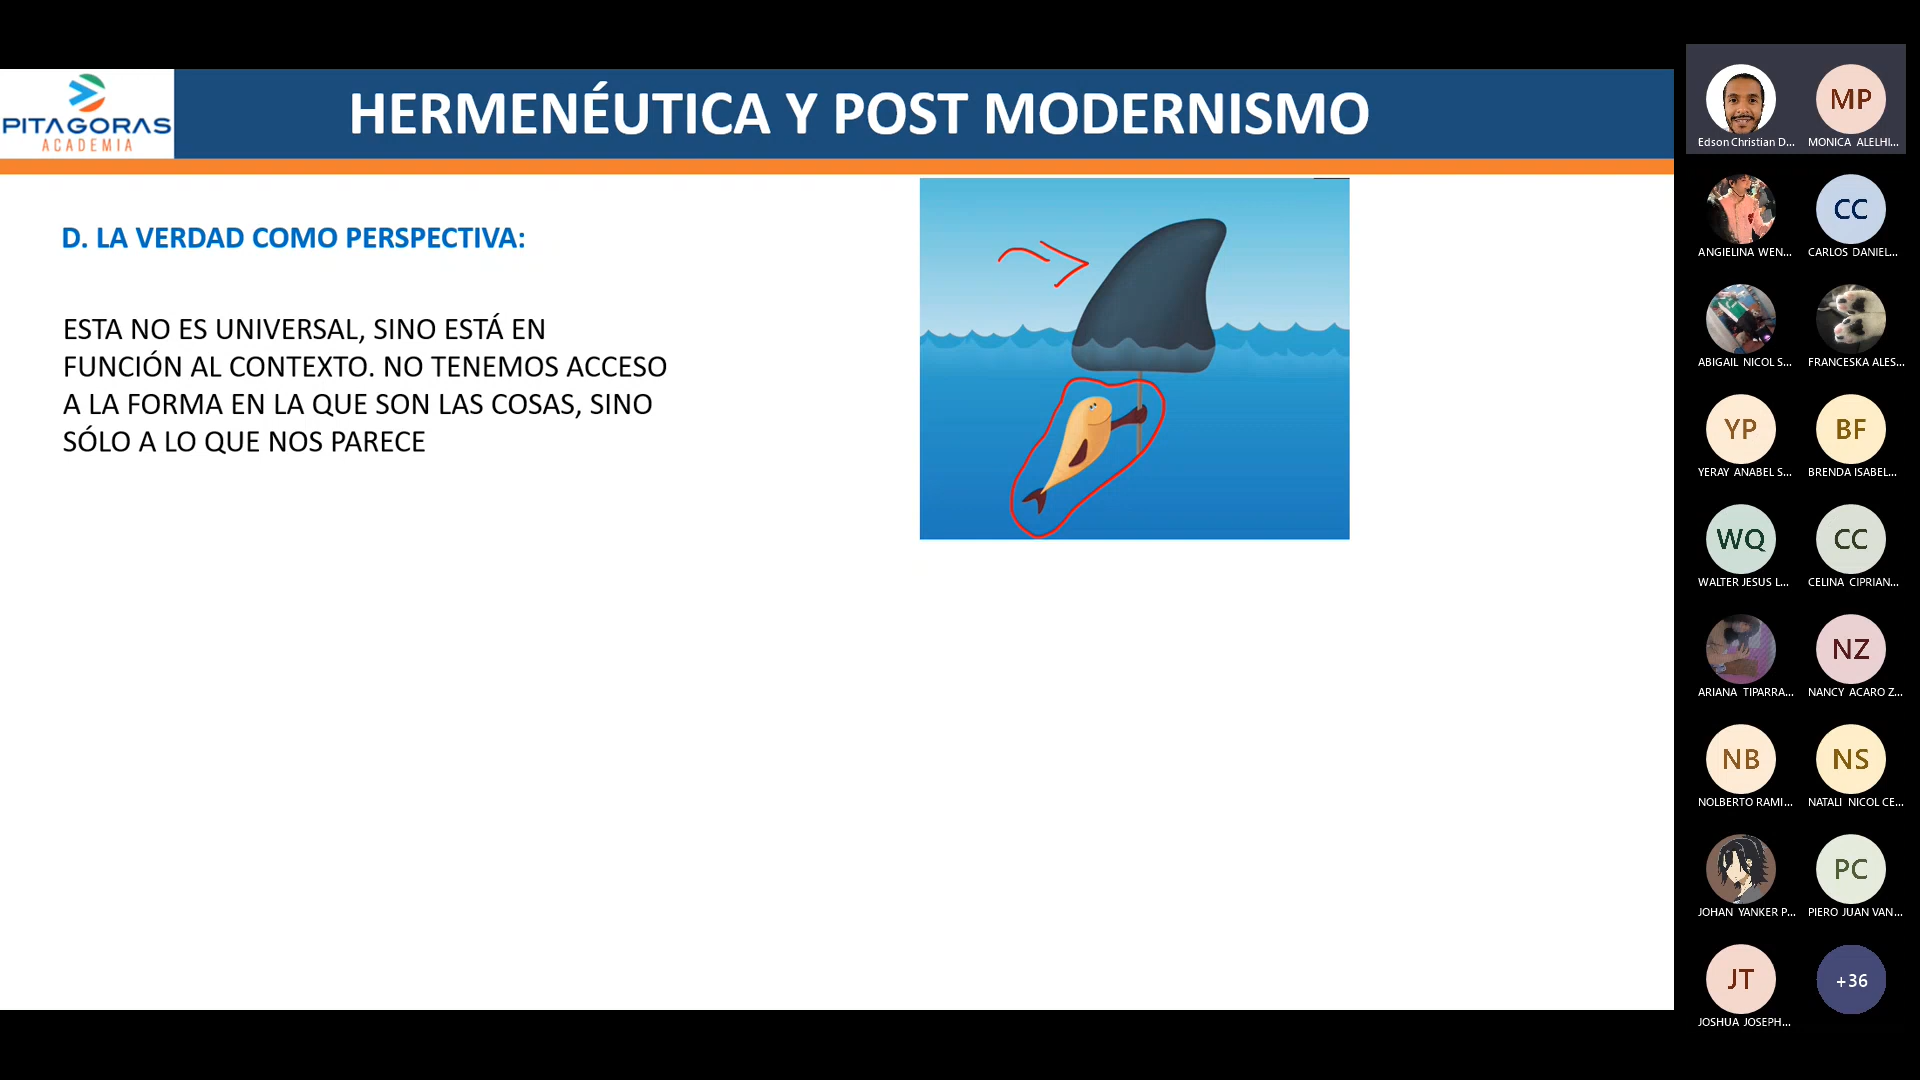 PITAGORAS
ACADEMIA
HERMENÉUTICA Y POST MODERNISMO
D. LA VERDAD COMO PERSPECTIVA:
ESTA NO ES UNIVERSAL, SINO ESTÁ EN
FUNCIÓN AL CONTEXTO. NO TENEMOS ACCESO
A LA FORMA EN LA QUE SON LAS COSAS, SINO
SÓLO A LO QUE NOS PARECE
MP
Edson Christian D...
MONICA ALELHI...
CC
ANGIELINA WEN...
CARLOS DANIEL...
ABIGAIL NICOL S...
FRANCESKA ALES...
YP
BF
YERAY ANABEL S...
BRENDA ISABEL...
WQ
CC
WALTER JESUS L...
CELINA CIPRIAN...
NZ
ARIANA TIPARRA...
NANCY ACARO Z...
NB
NS
NOLBERTO RAMI...
NATALI NICOL CE...
PC
JOHAN YANKER P...
PIERO JUAN VAN...
JT
+36
JOSHUA JOSEPH...